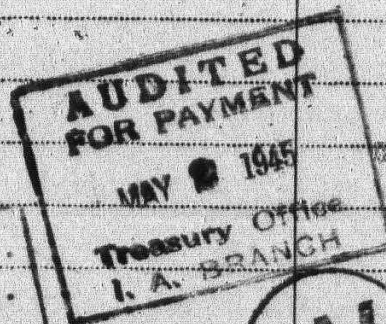 AUDITED
FOR PAYMENT
MAY 1945
Treasury Office
I. A. BRANCH